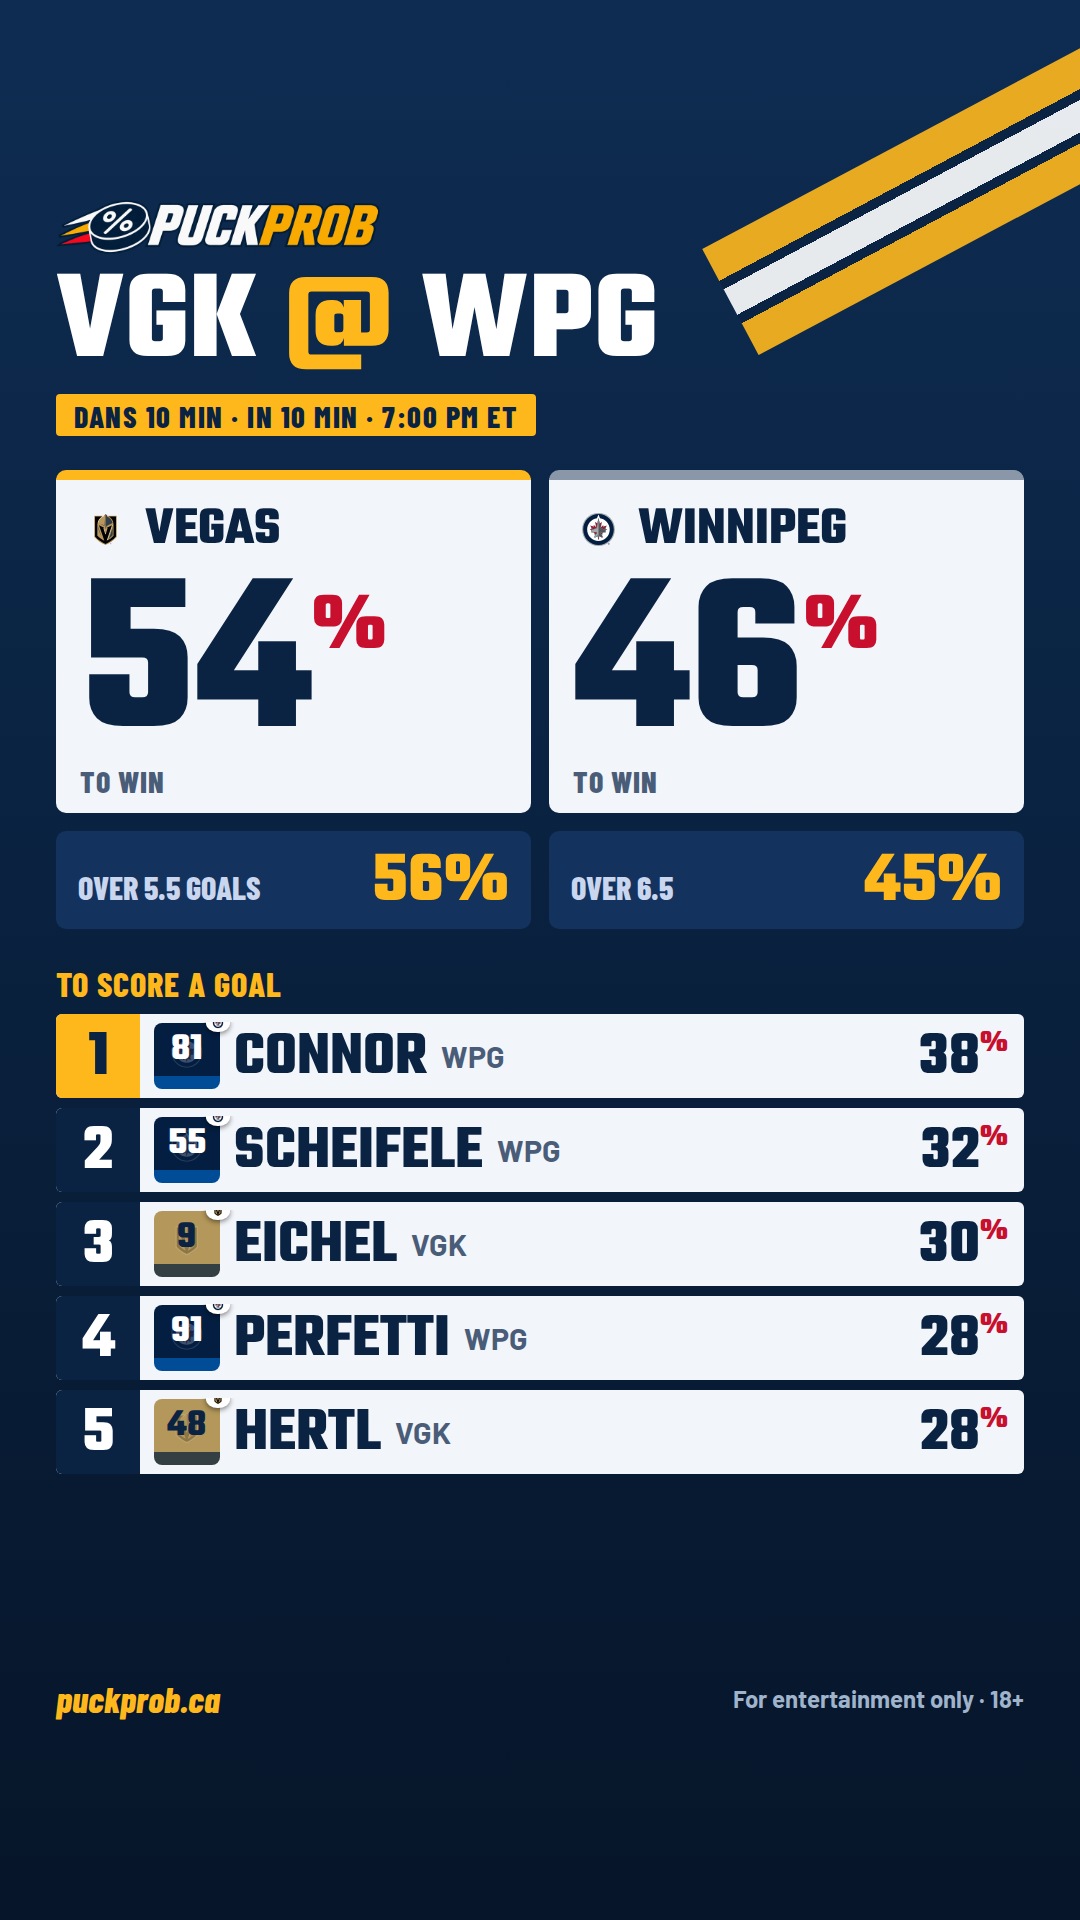 % PUCKPROB
VGK @ WPG
DANS 10 MIN · IN 10 MIN · 7:00 PM ET
VEGAS
54%
TO WIN
WINNIPEG
46%
TO WIN
OVER 5.5 GOALS 56%
OVER 6.5 45%
TO SCORE A GOAL
1 81 CONNOR WPG 38%
2 55 SCHEIFELE WPG 32%
3 9 EICHEL VGK 30%
4 91 PERFETTI WPG 28%
5 48 HERTL VGK 28%
puckprob.ca
For entertainment only · 18+